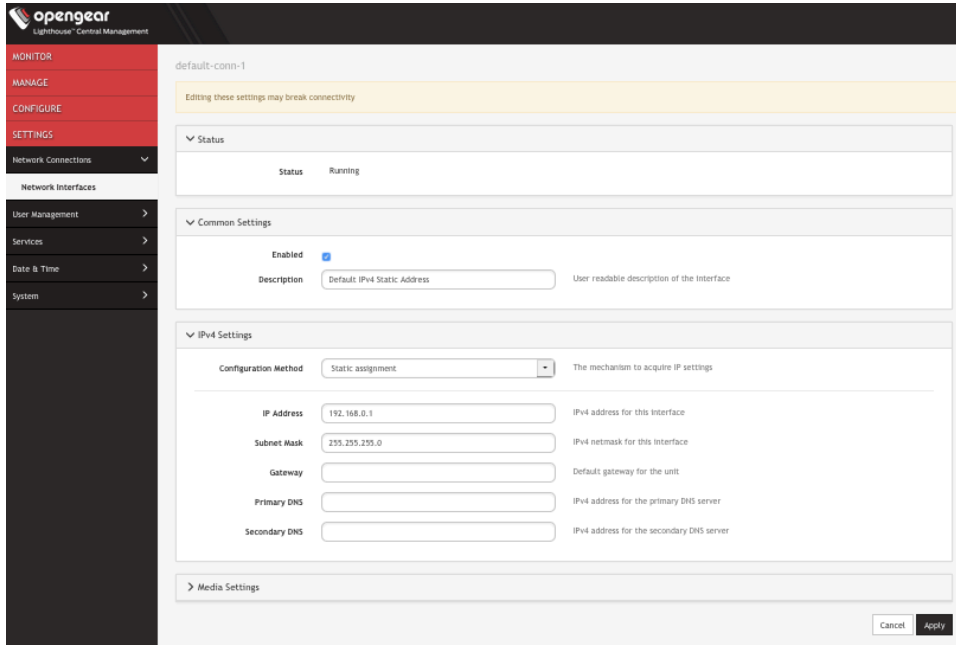 opengear
Lighthouse™ Central Management
MONITOR
MANAGE
CONFIGURE
SETTINGS
Network Connections
Network Interfaces
User Management
Services
Date & Time
System
default-conn-1
Editing these settings may break connectivity
Status
Status Running
Common Settings
Enabled
Description Default IPv4 Static Address User readable description of the interface
IPv4 Settings
Configuration Method Static assignment The mechanism to acquire IP settings
IP Address 192.168.0.1 IPv4 address for this interface
Subnet Mask 255.255.255.0 IPv4 netmask for this interface
Gateway Default gateway for the unit
Primary DNS IPv4 address for the primary DNS server
Secondary DNS IPv4 address for the secondary DNS server
Media Settings
Cancel Apply